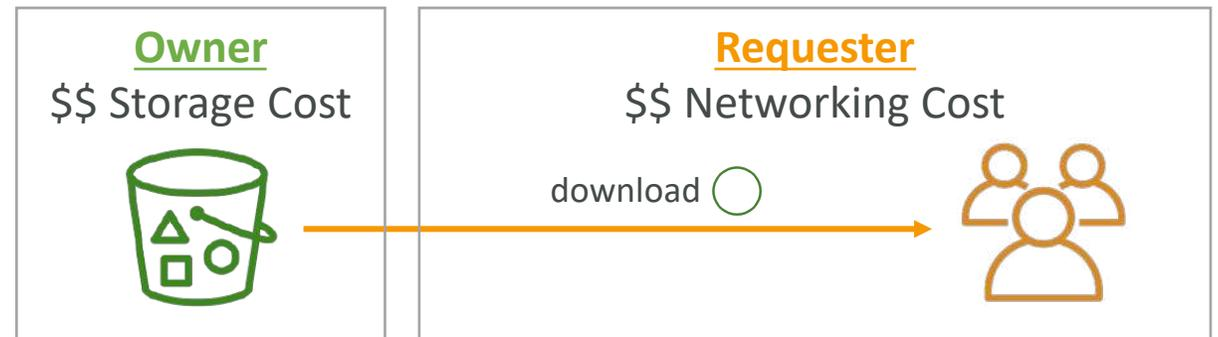 Owner
$$ Storage Cost
Requester
$$ Networking Cost
download